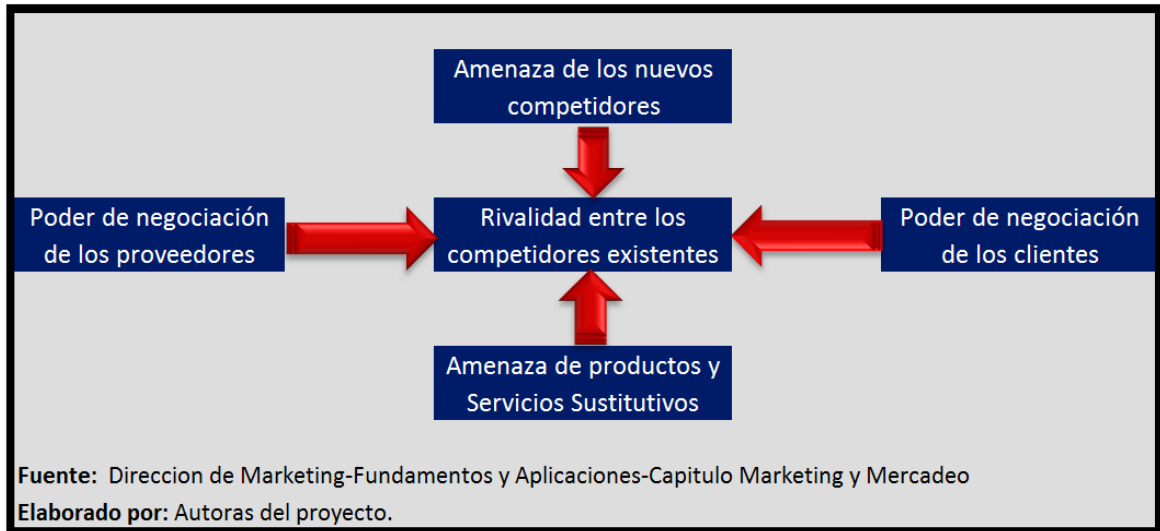 Amenaza de los nuevos
competidores
Poder de negociación
de los proveedores
Rivalidad entre los
competidores existentes
Poder de negociación
de los clientes
Amenaza de productos y
Servicios Sustitutivos
Fuente: Direccion de Marketing-Fundamentos y Aplicaciones-Capitulo Marketing y Mercadeo
Elaborado por: Autoras del proyecto.